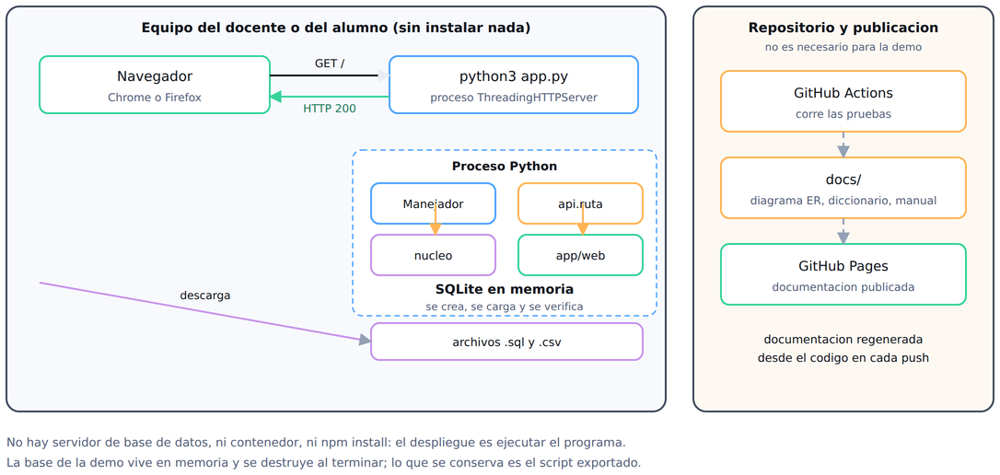 Equipo del docente o del alumno (sin instalar nada)
Navegador
Chrome o Firefox
GET /
HTTP 200
python3 app.py
proceso ThreadingHTTPServer
Proceso Python
Manejador
api.ruta
nucleo
app/web
SQLite en memoria
se crea, se carga y se verifica
descarga
archivos .sql y .csv
Repositorio y publicacion
no es necesario para la demo
GitHub Actions
corre las pruebas
docs/
diagrama ER, diccionario, manual
GitHub Pages
documentacion publicada
documentacion regenerada
desde el codigo en cada push
No hay servidor de base de datos, ni contenedor, ni npm install: el despliegue es ejecutar el programa.
La base de la demo vive en memoria y se destruye al terminar; lo que se conserva es el script exportado.